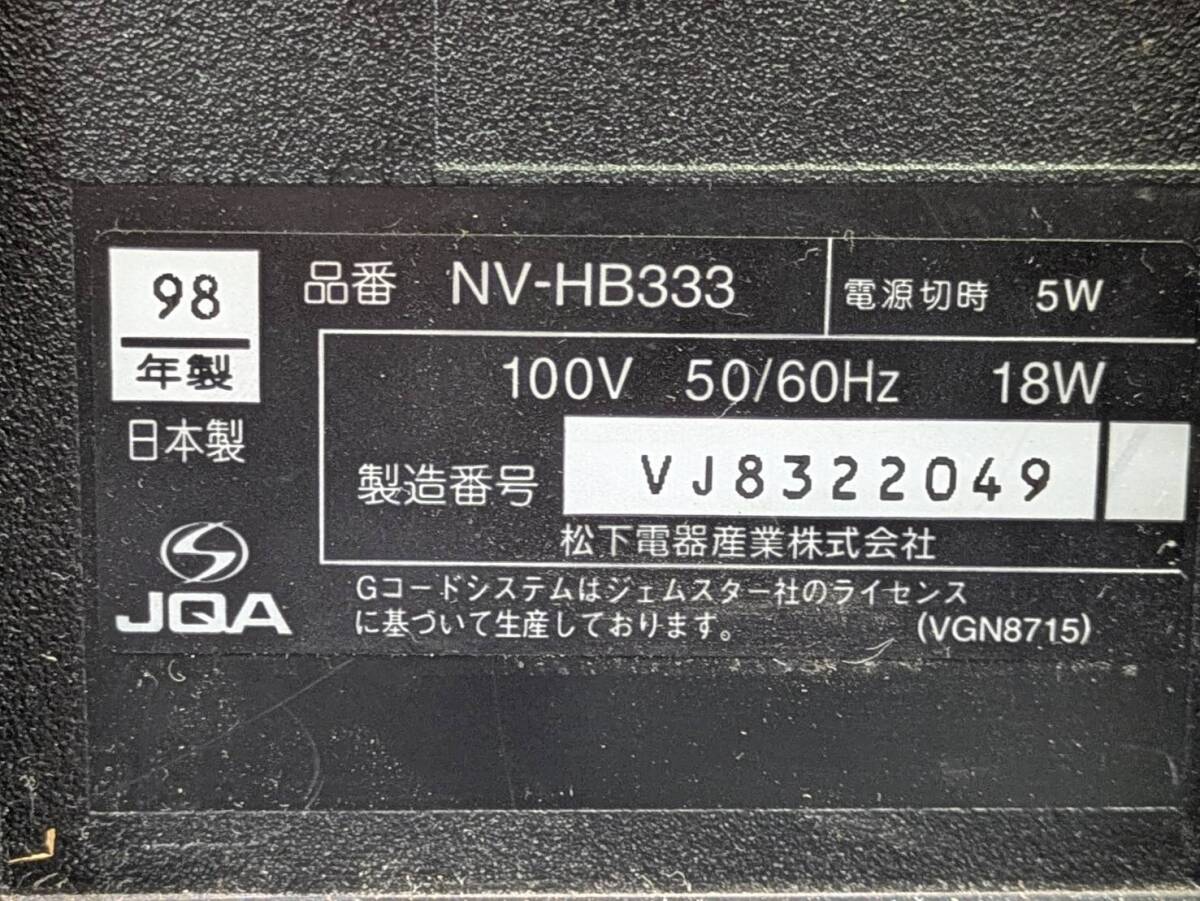 98
年製
日本製
JQA
品番 NV-HB333
電源切時 5W
100V 50/60Hz 18W
製造番号 VJ8322049
松下電器産業株式会社
Gコードシステムはジェムスター社のライセンス
に基づいて生産しております。 (VGN8715)